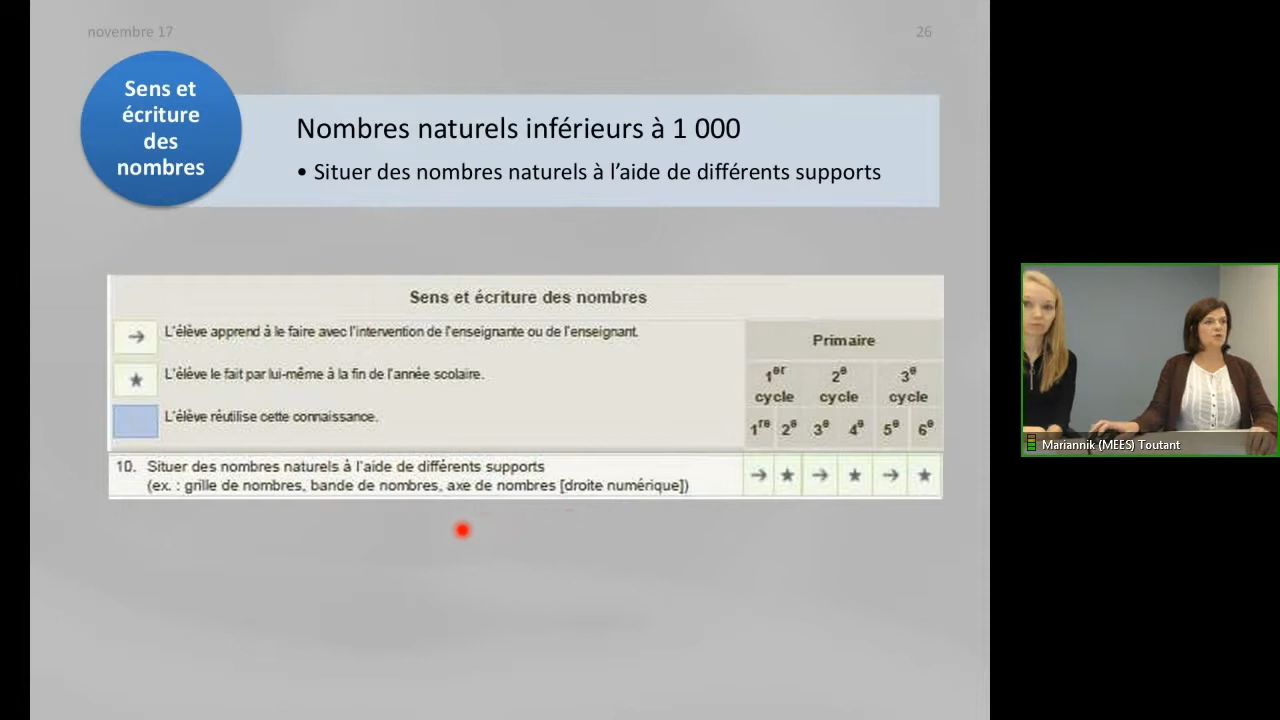 novembre 17
26
Sens et
écriture
des
nombres
Nombres naturels inférieurs à 1 000
• Situer des nombres naturels à l’aide de différents supports
Sens et écriture des nombres
→ L'élève apprend à le faire avec l'intervention de l'enseignante ou de l'enseignant.
★ L'élève le fait par lui-même à la fin de l'année scolaire.
L'élève réutilise cette connaissance.
Primaire
1er cycle 2e cycle 3e cycle
1re 2e 3e 4e 5e 6e
10. Situer des nombres naturels à l'aide de différents supports
(ex. : grille de nombres, bande de nombres, axe de nombres [droite numérique])
→ ★ → ★ → ★
Mariannik (MEES) Toutant